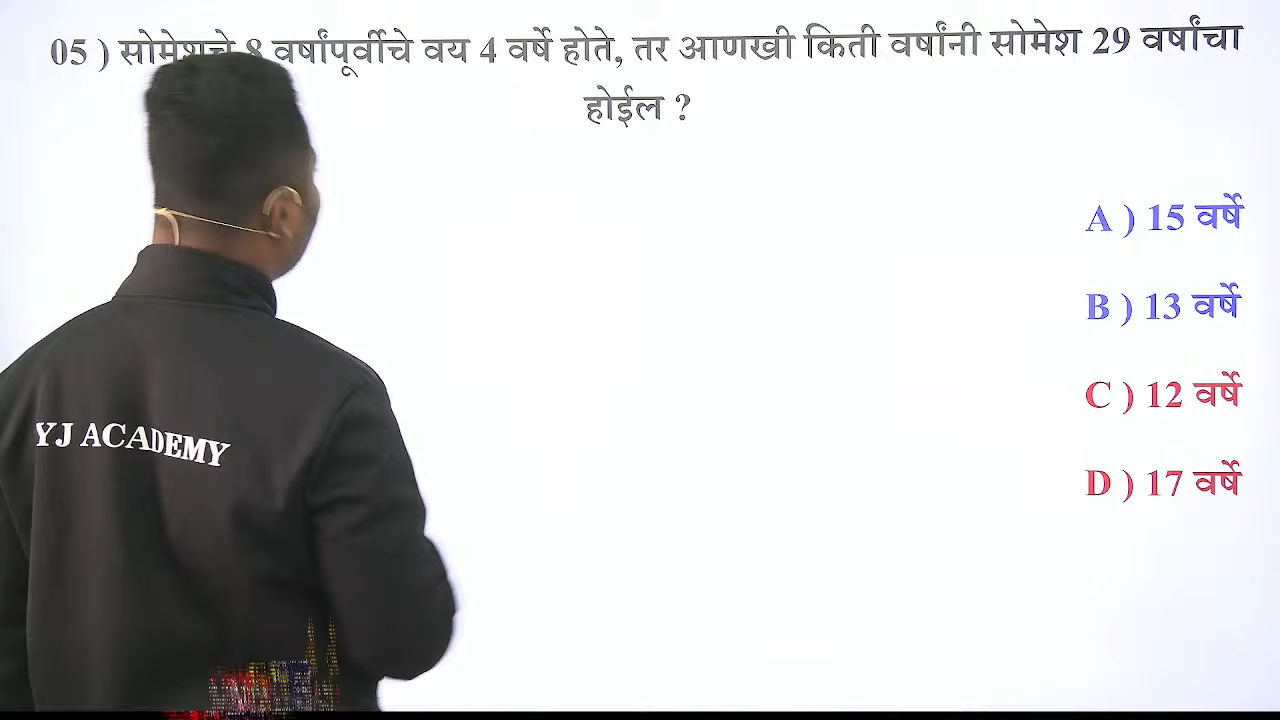 05 ) सोमेशचे 8 वर्षांपूर्वीचे वय 4 वर्षे होते, तर आणखी किती वर्षांनी सोमेश 29 वर्षांचा
होईल ?
A ) 15 वर्षे
B ) 13 वर्षे
C ) 12 वर्षे
D ) 17 वर्षे
YJ ACADEMY